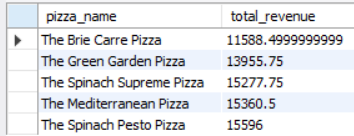 pizza_name total_revenue
The Brie Carre Pizza 11588.4999999999
The Green Garden Pizza 13955.75
The Spinach Supreme Pizza 15277.75
The Mediterranean Pizza 15360.5
The Spinach Pesto Pizza 15596